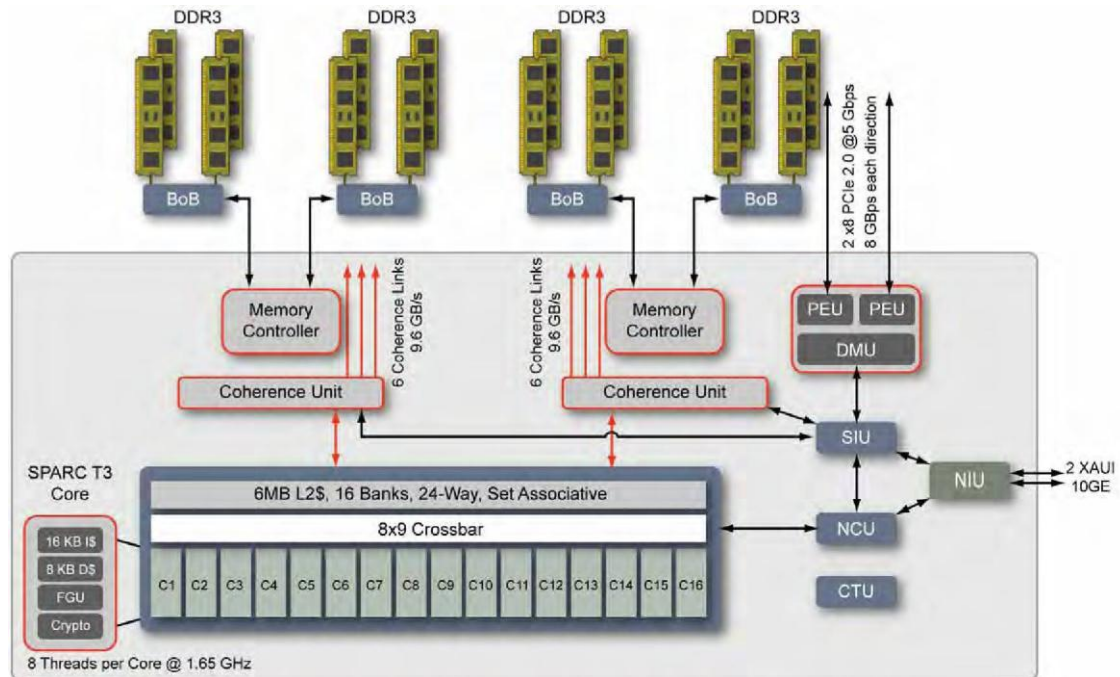 DDR3
DDR3
DDR3
DDR3
BoB
BoB
BoB
BoB
2 x8 PCIe 2.0 @5 Gbps
8 GBps each direction
Memory
Controller
6 Coherence Links
9.6 GB/s
6 Coherence Links
9.6 GB/s
Memory
Controller
PEU
PEU
DMU
Coherence Unit
Coherence Unit
SIU
SPARC T3
Core
6MB L2$, 16 Banks, 24-Way, Set Associative
NIU
2 XAUI
10GE
8x9 Crossbar
NCU
16 KB I$
8 KB D$
FGU
Crypto
C1 C2 C3 C4 C5 C6 C7 C8 C9 C10 C11 C12 C13 C14 C15 C16
CTU
8 Threads per Core @ 1.65 GHz